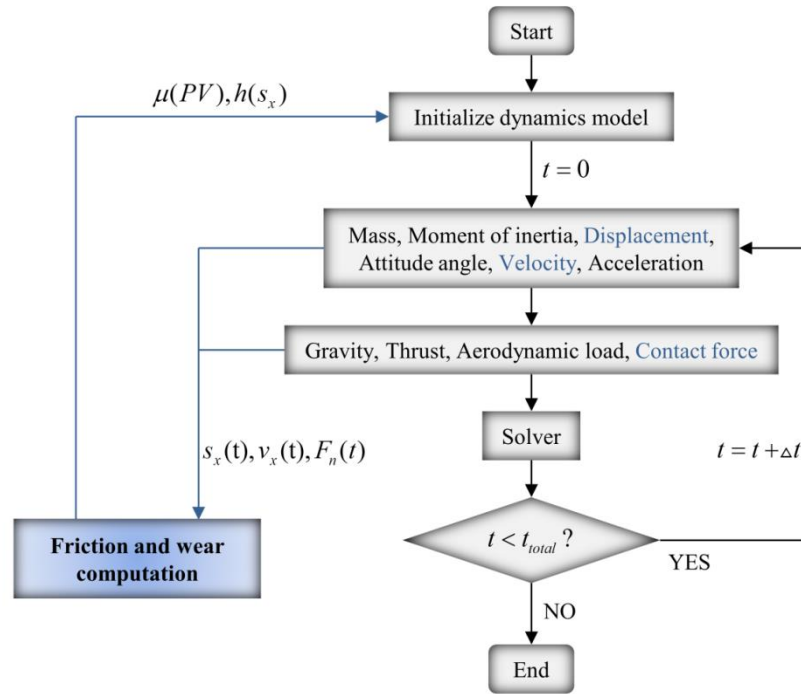 Start
μ(PV), h(s_x)
Initialize dynamics model
t = 0
Mass, Moment of inertia, Displacement,
Attitude angle, Velocity, Acceleration
Gravity, Thrust, Aerodynamic load, Contact force
Solver
s_x(t), v_x(t), F_n(t)
t = t + △t
Friction and wear
computation
t < t_total ?
YES
NO
End